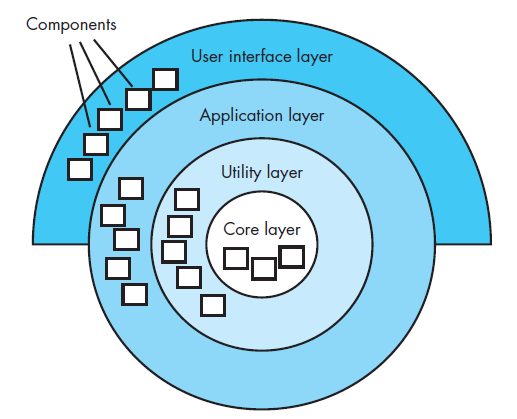 Components
User interface layer
Application layer
Utility layer
Core layer